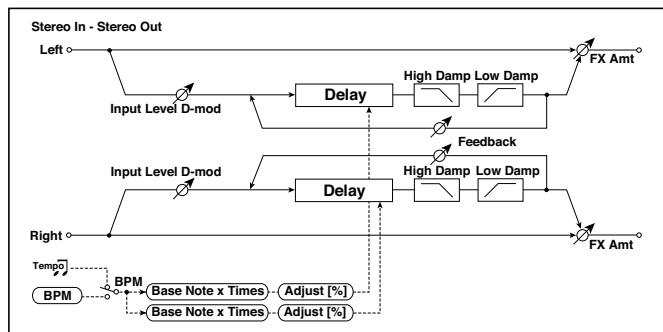 Stereo In - Stereo Out
Left
FX Amt
High Damp Low Damp
Delay
Input Level D-mod
Feedback
Input Level D-mod
High Damp Low Damp
Delay
Right
FX Amt
Tempo
BPM
BPM
Base Note x Times Adjust [%]
Base Note x Times Adjust [%]